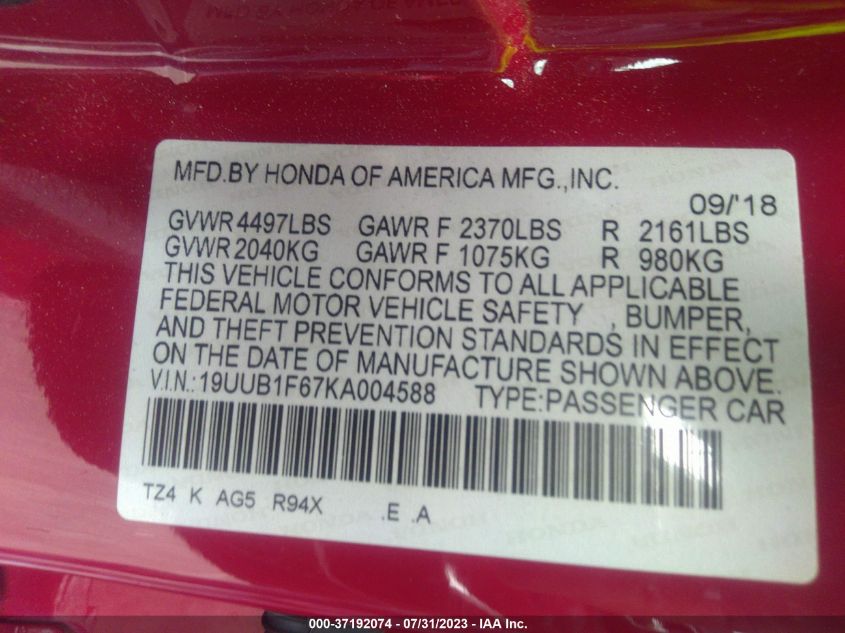 MFD.BY HONDA OF AMERICA MFG.,INC.
09/'18
GVWR 4497LBS GAWR F 2370LBS R 2161LBS
GVWR 2040KG GAWR F 1075KG R 980KG
THIS VEHICLE CONFORMS TO ALL APPLICABLE
FEDERAL MOTOR VEHICLE SAFETY , BUMPER,
AND THEFT PREVENTION STANDARDS IN EFFECT
ON THE DATE OF MANUFACTURE SHOWN ABOVE.
V.I.N.:19UUB1F67KA004588 TYPE:PASSENGER CAR
TZ4 K AG5 R94X .E .A
000-37192074 - 07/31/2023 - IAA Inc.